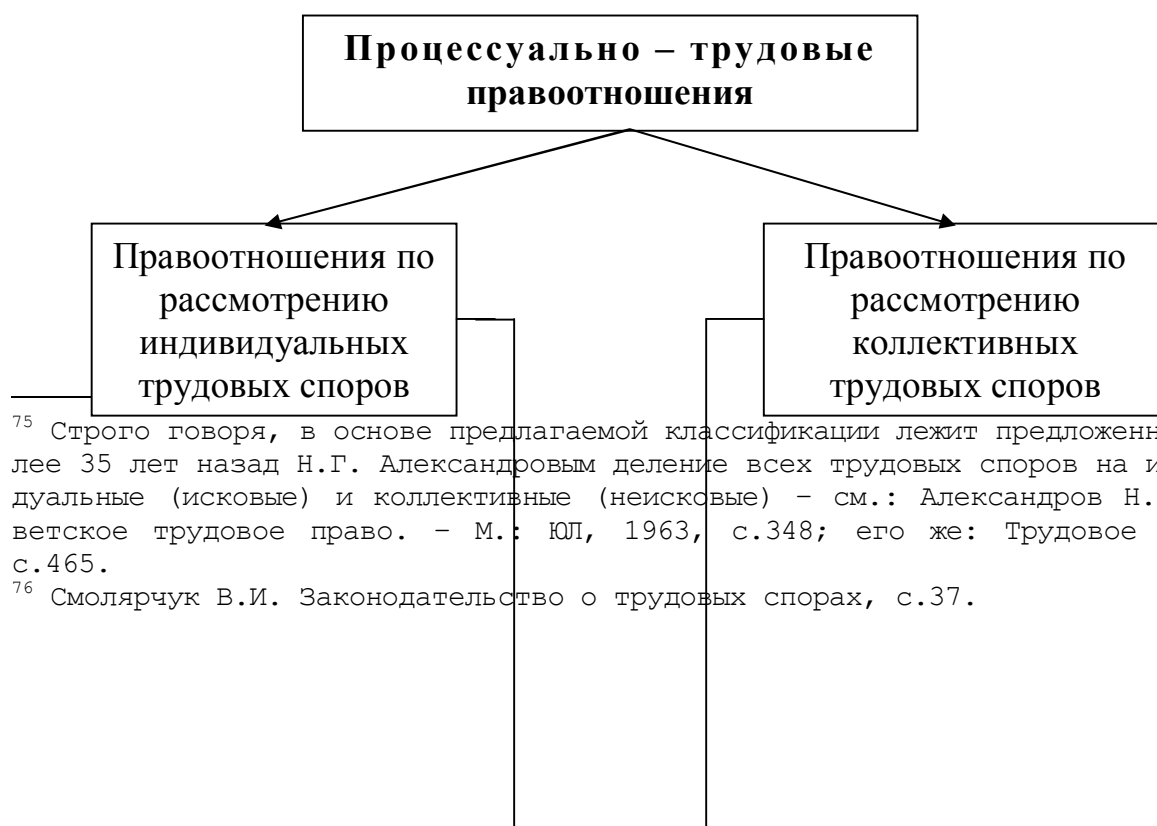 Процессуально – трудовые
правоотношения
Правоотношения по
рассмотрению
индивидуальных
трудовых споров
Правоотношения по
рассмотрению
коллективных
трудовых споров
75 Строго говоря, в основе предлагаемой классификации лежит предложенн
лее 35 лет назад Н.Г. Александровым деление всех трудовых споров на и
дуальные (исковые) и коллективные (неисковые) – см.: Александров Н.
ветское трудовое право. – М.: ЮЛ, 1963, с.348; его же: Трудовое
с.465.
76 Смолярчук В.И. Законодательство о трудовых спорах, с.37.